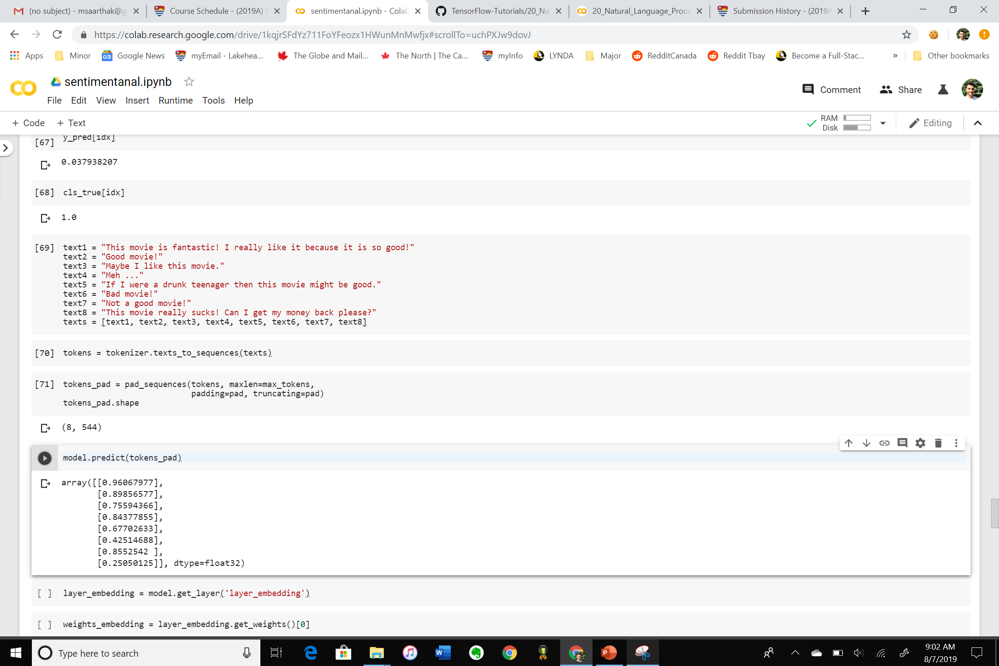 (no subject) - msaarthak@g
Course Schedule - (2019A)
sentimentanal.ipynb - Colab
TensorFlow-Tutorials/20_Na
20_Natural_Language_Proce
Submission History - (2019A
https://colab.research.google.com/drive/1kqjrSFdYz711FoYFeozx1HWunMnMwfjx#scrollTo=uchPXJw9dovJ
Apps Minor Google News myEmail - Lakehea... The Globe and Mail... The North | The Ca... myInfo LYNDA Major RedditCanada Reddit Tbay Become a Full-Stac... » Other bookmarks
sentimentanal.ipynb
Comment Share
File Edit View Insert Runtime Tools Help
+ Code + Text
RAM
Disk
Editing
[67] y_pred[idx]
0.037938207
[68] cls_true[idx]
1.0
[69] text1 = "This movie is fantastic! I really like it because it is so good!"
text2 = "Good movie!"
text3 = "Maybe I like this movie."
text4 = "Meh ..."
text5 = "If I were a drunk teenager then this movie might be good."
text6 = "Bad movie!"
text7 = "Not a good movie!"
text8 = "This movie really sucks! Can I get my money back please?"
texts = [text1, text2, text3, text4, text5, text6, text7, text8]
[70] tokens = tokenizer.texts_to_sequences(texts)
[71] tokens_pad = pad_sequences(tokens, maxlen=max_tokens,
padding=pad, truncating=pad)
tokens_pad.shape
(8, 544)
model.predict(tokens_pad)
array([[0.96067977],
[0.89856577],
[0.75594366],
[0.84377855],
[0.67702633],
[0.42514688],
[0.8552542 ],
[0.25050125]], dtype=float32)
[ ] layer_embedding = model.get_layer('layer_embedding')
[ ] weights_embedding = layer_embedding.get_weights()[0]
Type here to search
9:02 AM
8/7/2019